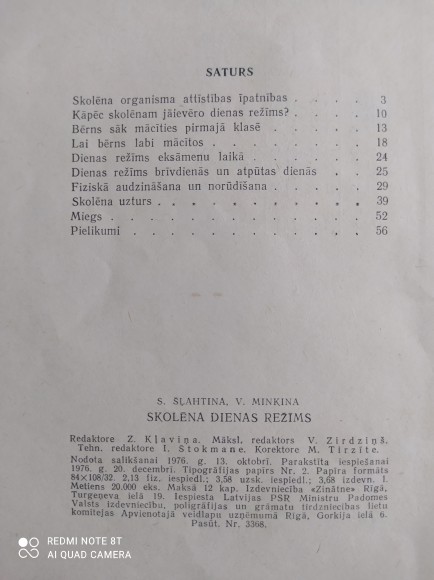 SATURS
Skolēna organisma attīstības īpatnības . . . . 3
Kāpēc skolēnam jāievēro dienas režīms? . . . . 10
Bērns sāk mācīties pirmajā klasē . . . . . 13
Lai bērns labi mācītos . . . . . . . 18
Dienas režīms eksāmenu laikā . . . . . . 24
Dienas režīms brīvdienās un atpūtas dienās . . . 25
Fiziskā audzināšana un norūdīšana . . . . . 29
Skolēna uzturs . . . . . . . . . 39
Miegs . . . . . . . . . . . 52
Pielikumi . . . . . . . . . . 56
S. ŠĻAHTINA, V. MIŅĶINA
SKOLĒNA DIENAS REŽĪMS
Redaktore Z. Kļaviņa. Māksl. redaktors V. Zirdziņš.
Tehn. redaktore I. Stokmane. Korektore M. Tirzīte.
Nodota salikšanai 1976. g. 13. oktobrī. Parakstīta iespiešanai
1976. g. 20. decembrī. Tipogrāfijas papīrs Nr. 2. Papīra formāts
84×108/32. 2,13 fiz. iespiedl.; 3,58 uzsk. iespiedl.; 3,68 izdevn. l.
Metiens 20.000 eks. Maksā 12 kap. Izdevniecība «Zinātne» Rīgā,
Turgeņeva ielā 19. Iespiesta Latvijas PSR Ministru Padomes
Valsts izdevniecību, poligrāfijas un grāmatu tirdzniecības lietu
komitejas Apvienotajā veidlapu uzņēmumā Rīgā, Gorkija ielā 6.
Pasūt. Nr. 3368.
REDMI NOTE 8T
AI QUAD CAMERA